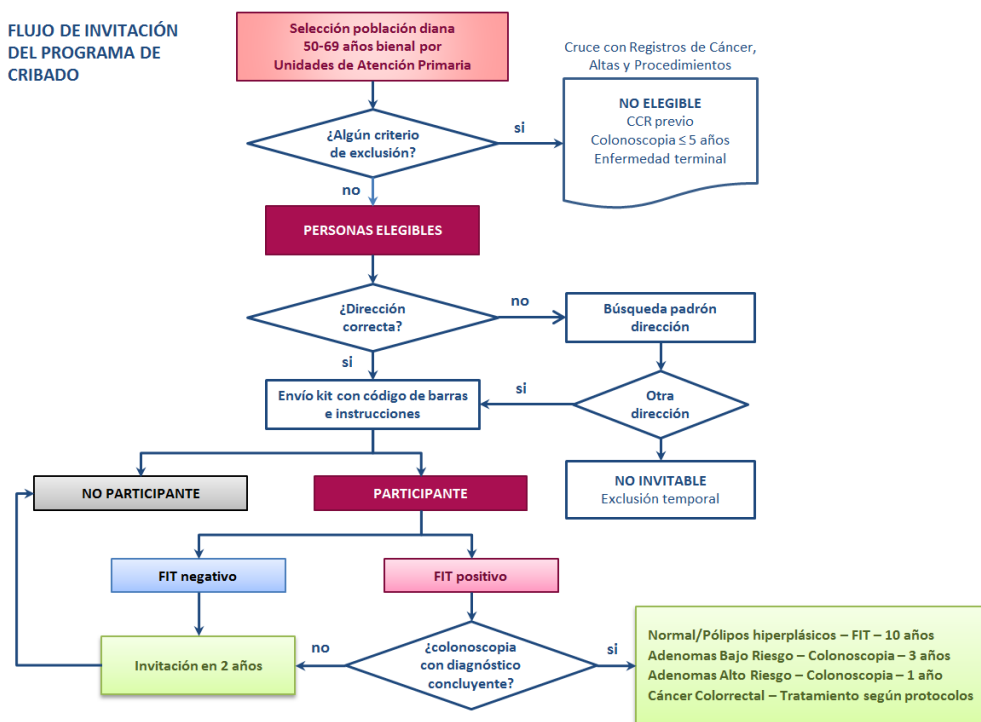 FLUJO DE INVITACIÓN
DEL PROGRAMA DE
CRIBADO
Selección población diana
50-69 años bienal por
Unidades de Atención Primaria
Cruce con Registros de Cáncer,
Altas y Procedimientos
¿Algún criterio
de exclusión?
si
NO ELEGIBLE
CCR previo
Colonoscopia ≤ 5 años
Enfermedad terminal
no
PERSONAS ELEGIBLES
¿Dirección
correcta?
no
Búsqueda padrón
dirección
si
Envío kit con código de barras
e instrucciones
si
Otra
dirección
NO INVITABLE
Exclusión temporal
NO PARTICIPANTE
PARTICIPANTE
FIT negativo
FIT positivo
Invitación en 2 años
no
¿colonoscopia
con diagnóstico
concluyente?
si
Normal/Pólipos hiperplásicos – FIT – 10 años
Adenomas Bajo Riesgo – Colonoscopia – 3 años
Adenomas Alto Riesgo – Colonoscopia – 1 año
Cáncer Colorrectal – Tratamiento según protocolos